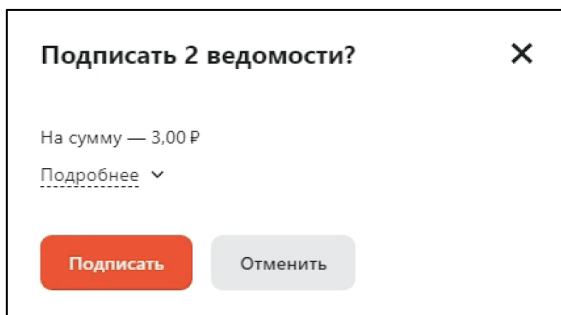 Подписать 2 ведомости?
На сумму — 3,00 ₽
Подробнее
Подписать
Отменить